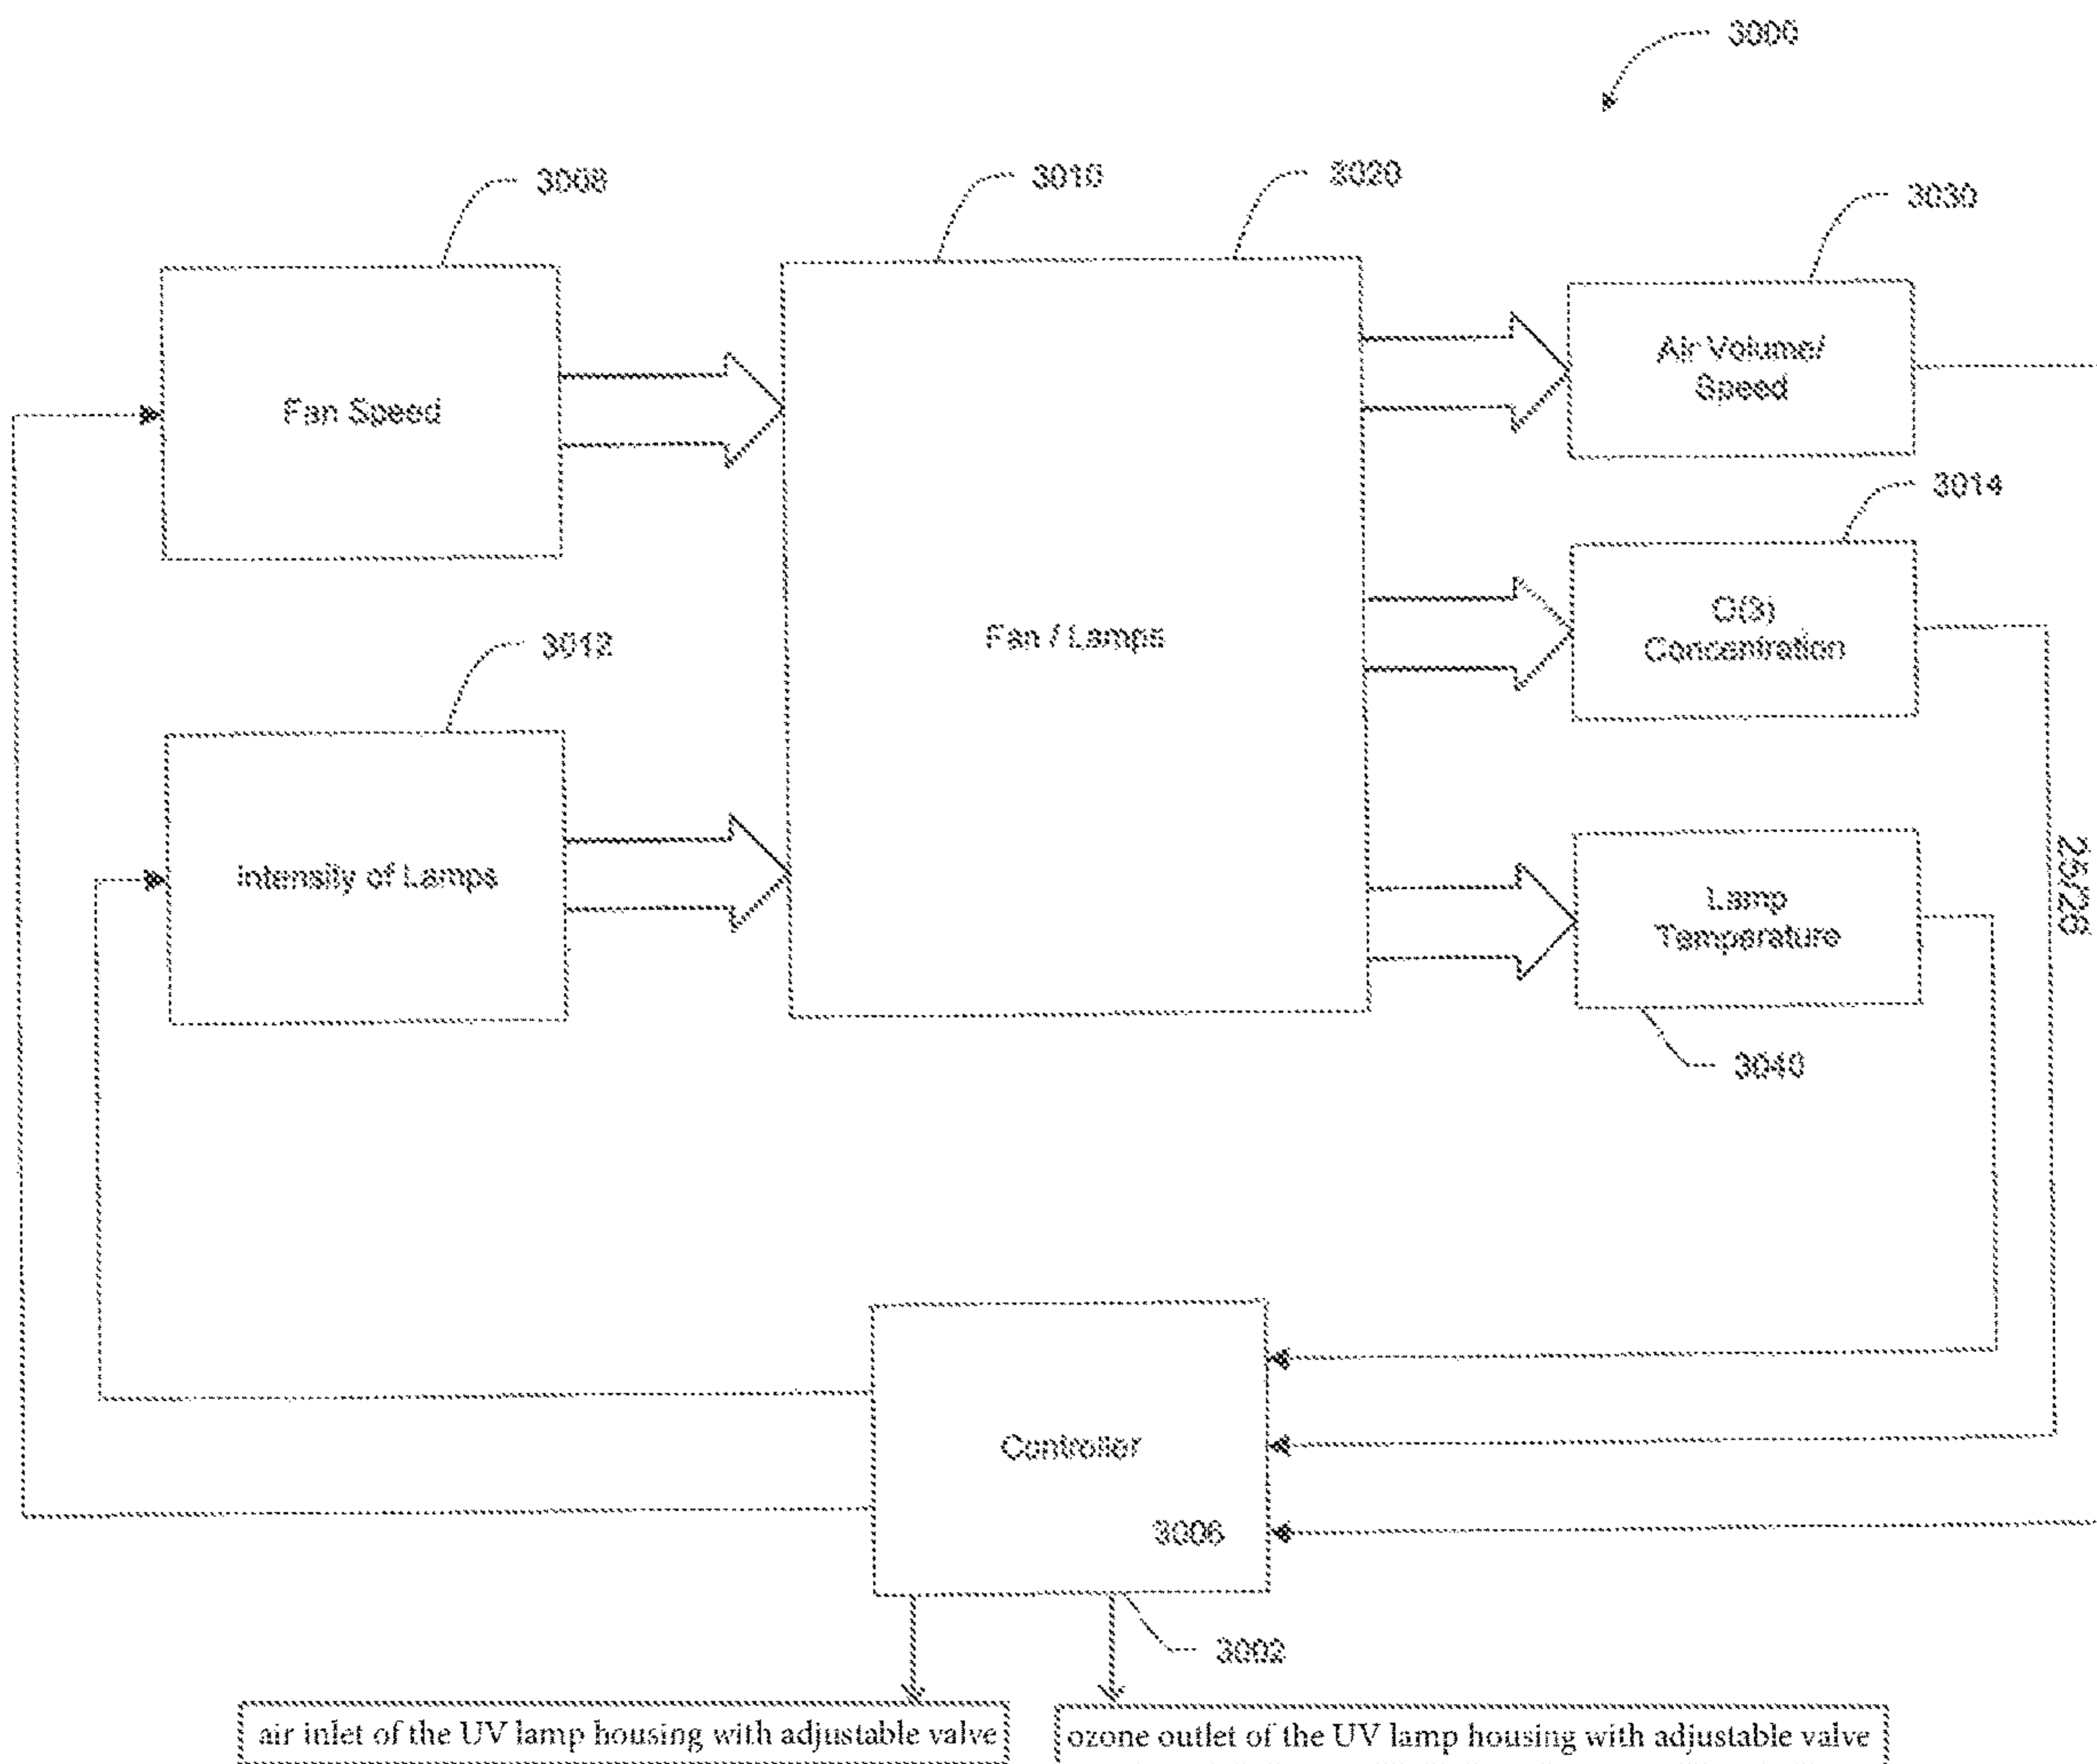 3000
3008
3010
3020
3030
Fan Speed
Air Volume/
Speed
3014
Fan / Lamps
O(3)
Concentration
3012
Intensity of Lamps
25/28
Lamp
Temperature
3040
Controller
3006
3002
air inlet of the UV lamp housing with adjustable valve
ozone outlet of the UV lamp housing with adjustable valve